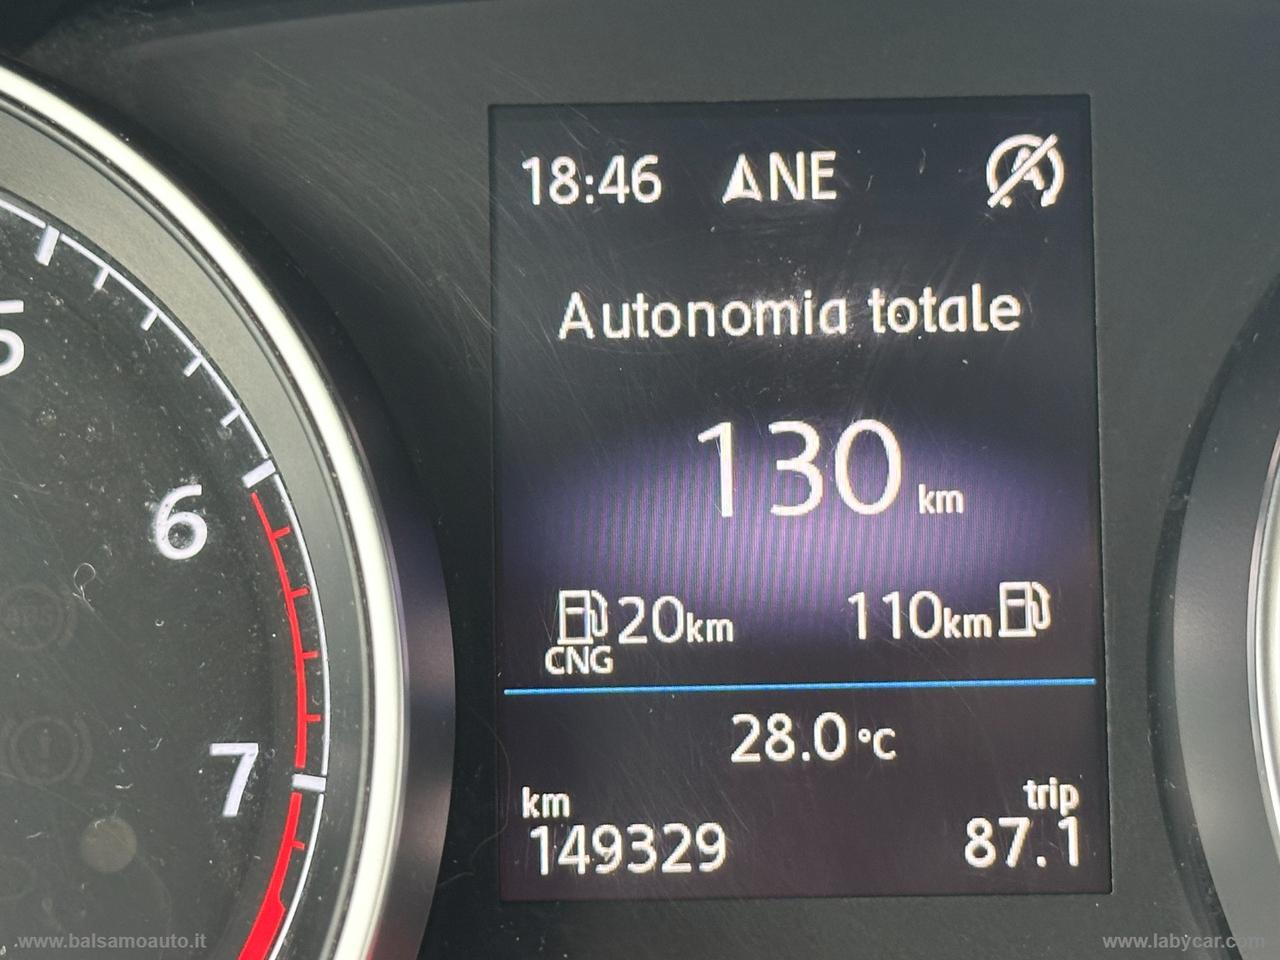 18:46 NE
Autonomia totale
130 km
20km 110km
CNG
28.0 °C
km trip
149329 87.1
5
6
7
www.balsamoauto.it
www.labycar.com